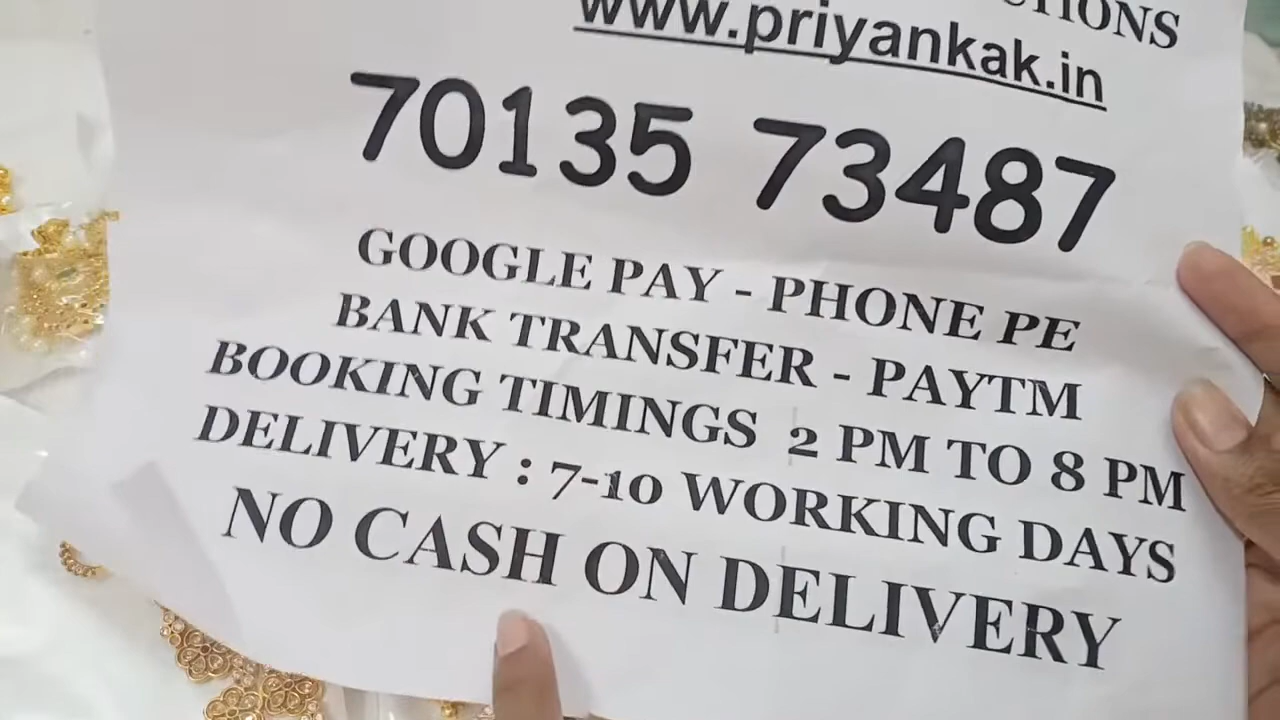 www.priyankak.in
70135 73487
GOOGLE PAY - PHONE PE
BANK TRANSFER - PAYTM
BOOKING TIMINGS 2 PM TO 8 PM
DELIVERY : 7-10 WORKING DAYS
NO CASH ON DELIVERY